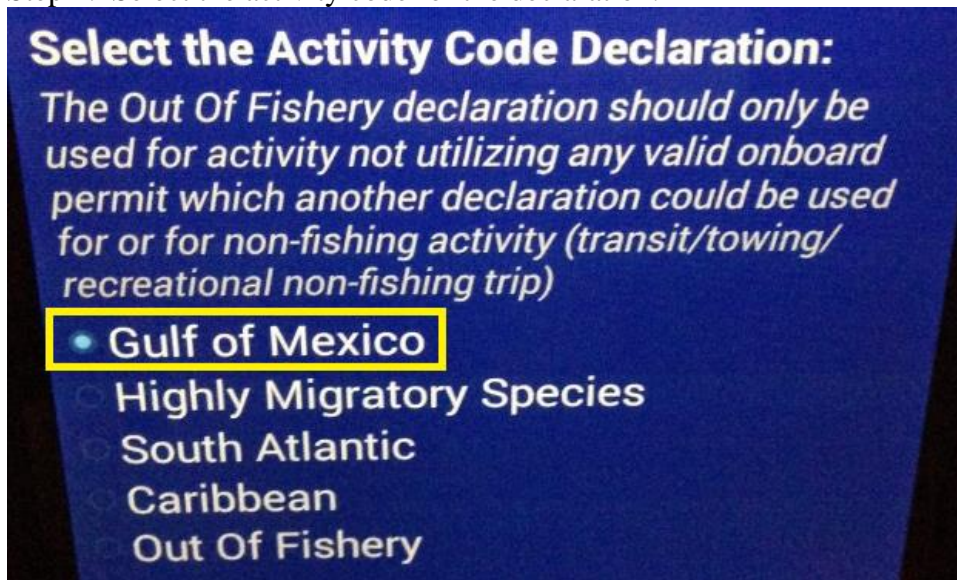 Select the Activity Code Declaration:
The Out Of Fishery declaration should only be
used for activity not utilizing any valid onboard
permit which another declaration could be used
for or for non-fishing activity (transit/towing/
recreational non-fishing trip)
Gulf of Mexico
Highly Migratory Species
South Atlantic
Caribbean
Out Of Fishery